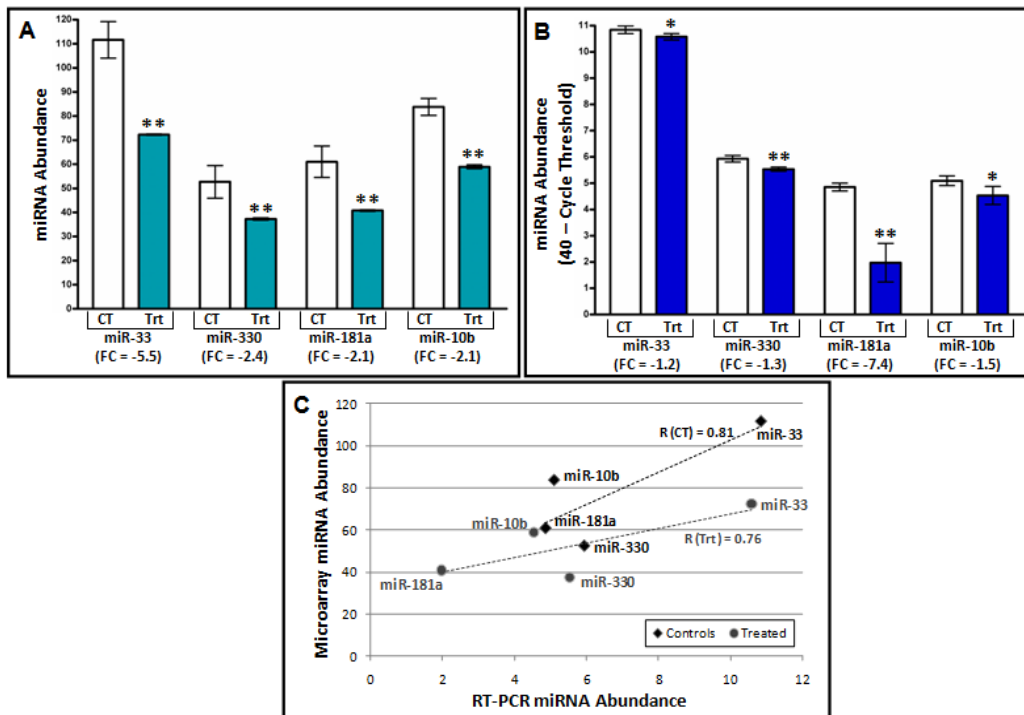 A
miRNA Abundance
120
110
100
90
80
70
60
50
40
30
20
10
0
**
**
**
**
CT Trt CT Trt CT Trt CT Trt
miR-33 miR-330 miR-181a miR-10b
(FC = -5.5) (FC = -2.4) (FC = -2.1) (FC = -2.1)
B
miRNA Abundance
(40 – Cycle Threshold)
11
10
9
8
7
6
5
4
3
2
1
0
*
**
**
*
CT Trt CT Trt CT Trt CT Trt
miR-33 miR-330 miR-181a miR-10b
(FC = -1.2) (FC = -1.3) (FC = -7.4) (FC = -1.5)
C
Microarray miRNA Abundance
120
100
80
60
40
20
0
R (CT) = 0.81
miR-33
miR-10b
miR-33
miR-10b
miR-181a
R (Trt) = 0.76
miR-330
miR-181a
miR-330
Controls Treated
0 2 4 6 8 10 12
RT-PCR miRNA Abundance